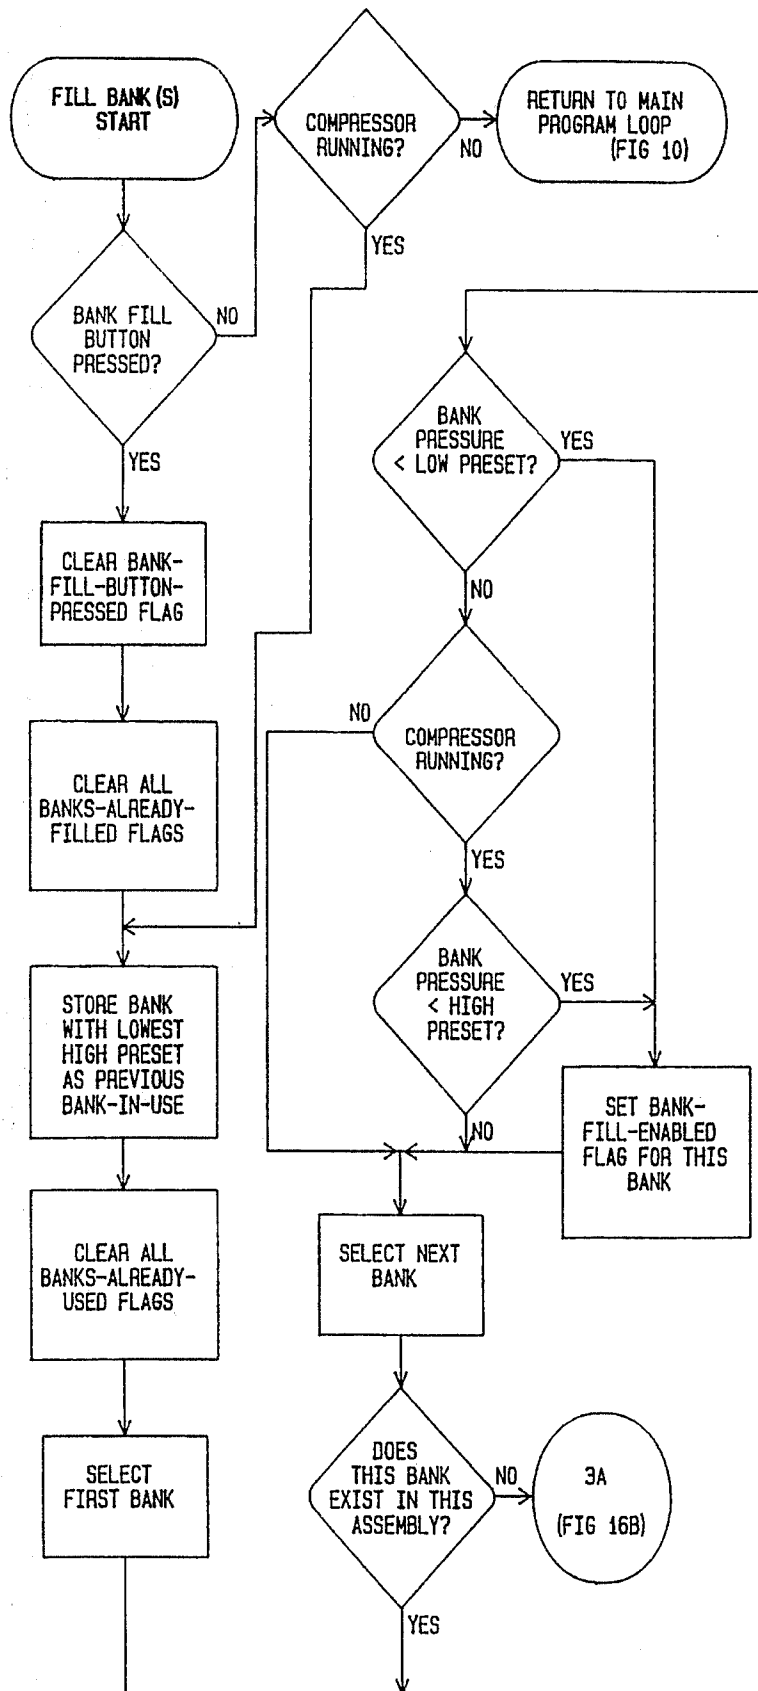 FILL BANK(S)
START
COMPRESSOR
RUNNING?
NO
RETURN TO MAIN
PROGRAM LOOP
(FIG 10)
YES
BANK FILL
BUTTON
PRESSED?
NO
YES
CLEAR BANK-
FILL-BUTTON-
PRESSED FLAG
CLEAR ALL
BANKS-ALREADY-
FILLED FLAGS
STORE BANK
WITH LOWEST
HIGH PRESET
AS PREVIOUS
BANK-IN-USE
CLEAR ALL
BANKS-ALREADY-
USED FLAGS
SELECT
FIRST BANK
BANK
PRESSURE
< LOW PRESET?
YES
NO
COMPRESSOR
RUNNING?
NO
YES
BANK
PRESSURE
< HIGH
PRESET?
YES
NO
SET BANK-
FILL-ENABLED
FLAG FOR THIS
BANK
SELECT NEXT
BANK
DOES
THIS BANK
EXIST IN THIS
ASSEMBLY?
NO
3A
(FIG 16B)
YES